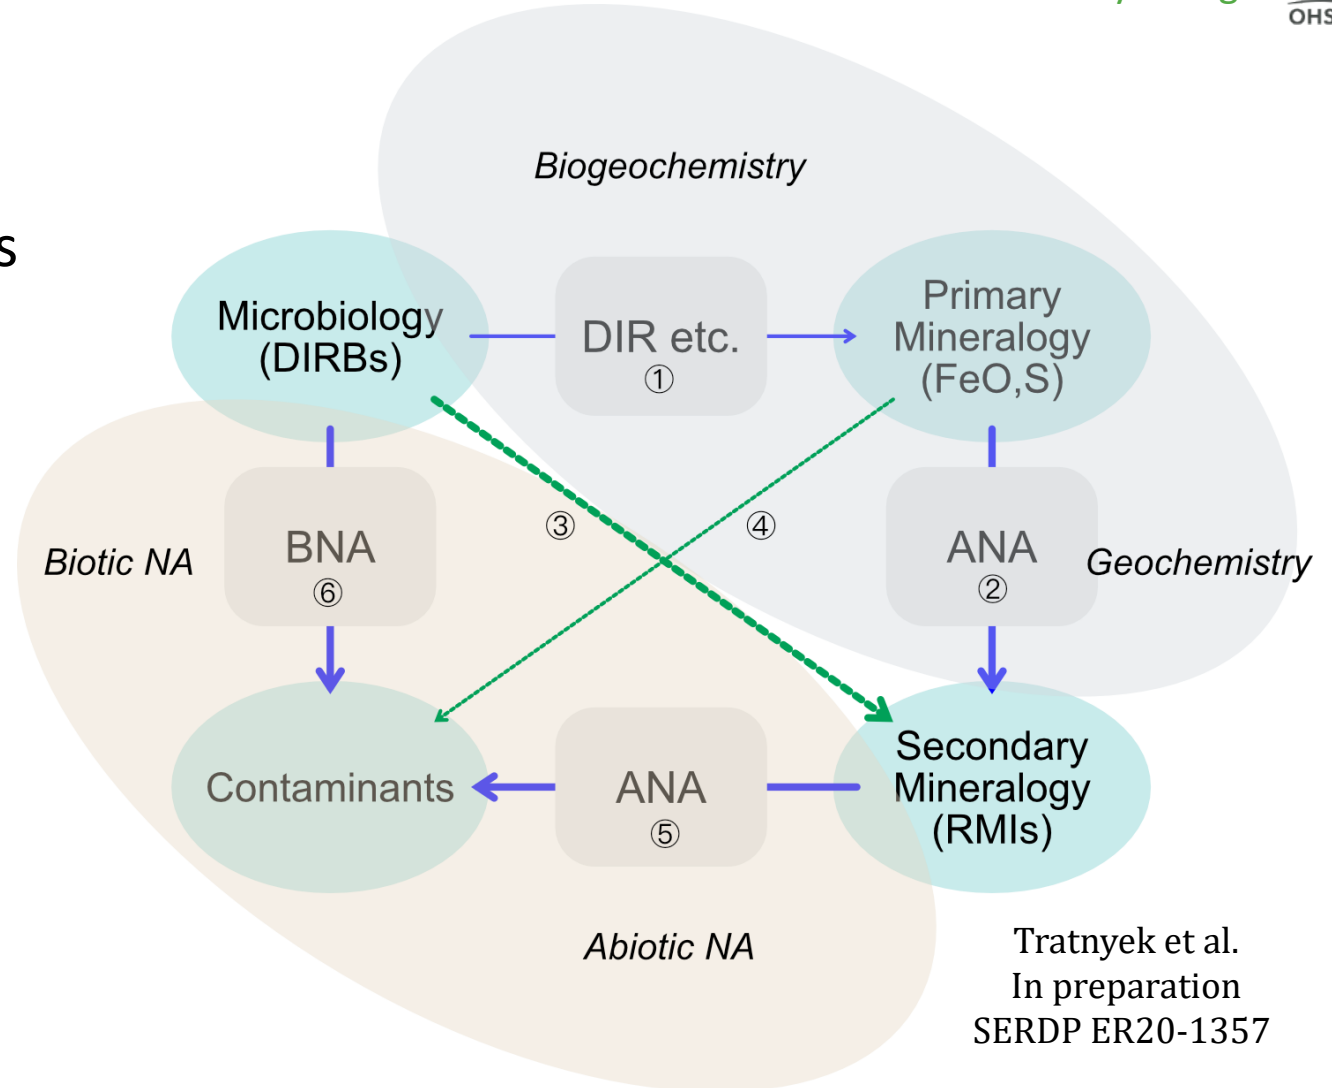 OHS
Biogeochemistry
s
Microbiology
(DIRBs)
DIR etc.
①
Primary
Mineralogy
(FeO,S)
③
④
Biotic NA
BNA
⑥
ANA
②
Geochemistry
Contaminants
ANA
⑤
Secondary
Mineralogy
(RMIs)
Abiotic NA
Tratnyek et al.
In preparation
SERDP ER20-1357